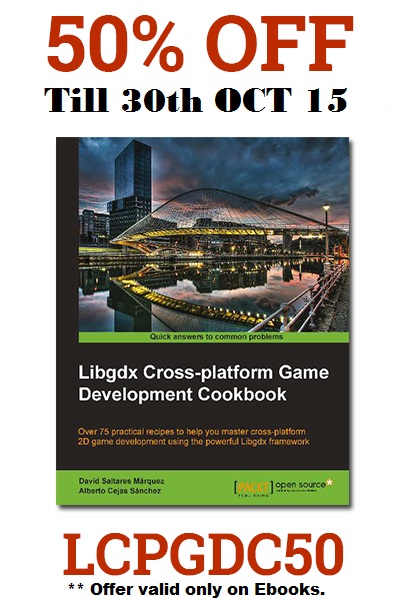 50% OFF
Till 30th OCT 15
Quick answers to common problems
Libgdx Cross-platform Game
Development Cookbook
Over 75 practical recipes to help you master cross-platform
2D game development using the powerful Libgdx framework
David Saltares Márquez
Alberto Cejas Sánchez
[PACKT]
PUBLISHING
open source
LCPGDC50
** Offer valid only on Ebooks.